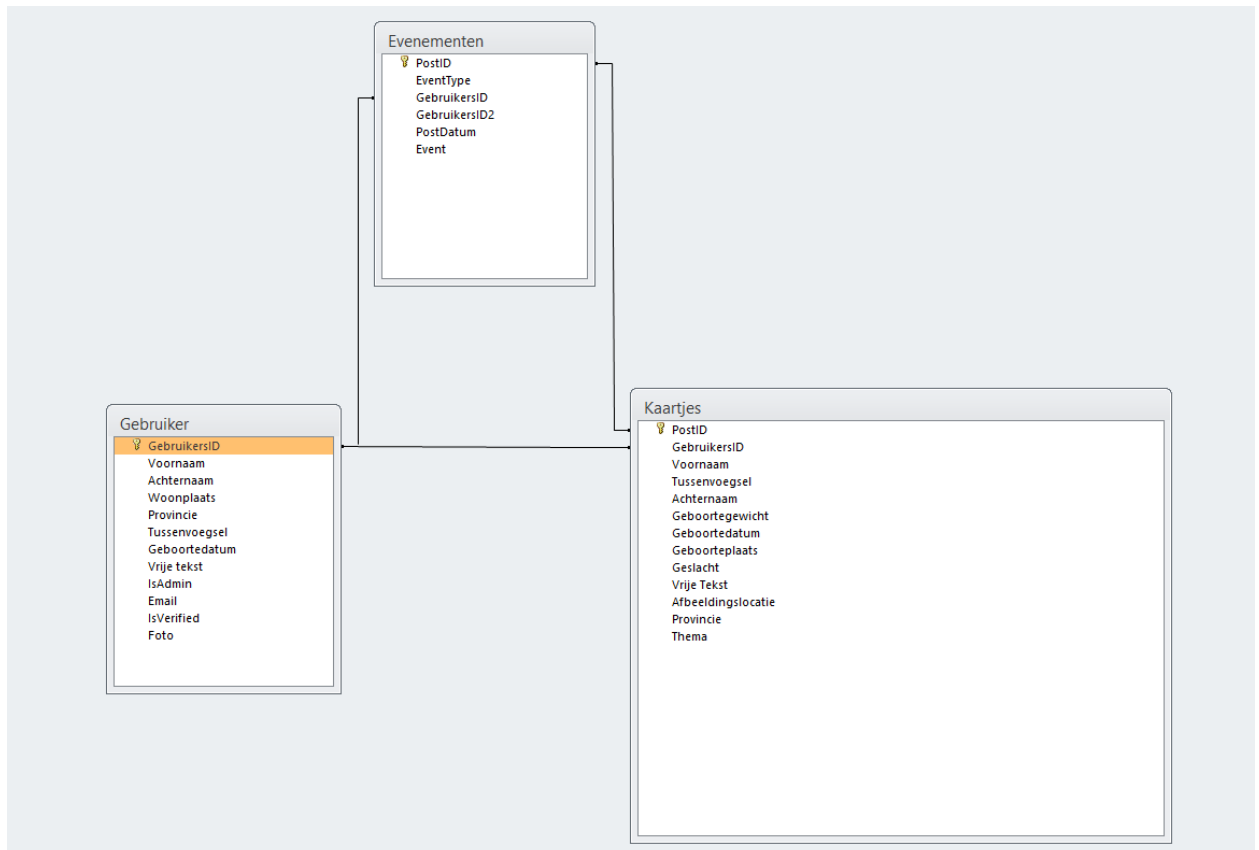 Evenementen
PostID
EventType
GebruikersID
GebruikersID2
PostDatum
Event
Gebruiker
GebruikersID
Voornaam
Achternaam
Woonplaats
Provincie
Tussenvoegsel
Geboortedatum
Vrije tekst
IsAdmin
Email
IsVerified
Foto
Kaartjes
PostID
GebruikersID
Voornaam
Tussenvoegsel
Achternaam
Geboortegewicht
Geboortedatum
Geboorteplaats
Geslacht
Vrije Tekst
Afbeeldingslocatie
Provincie
Thema